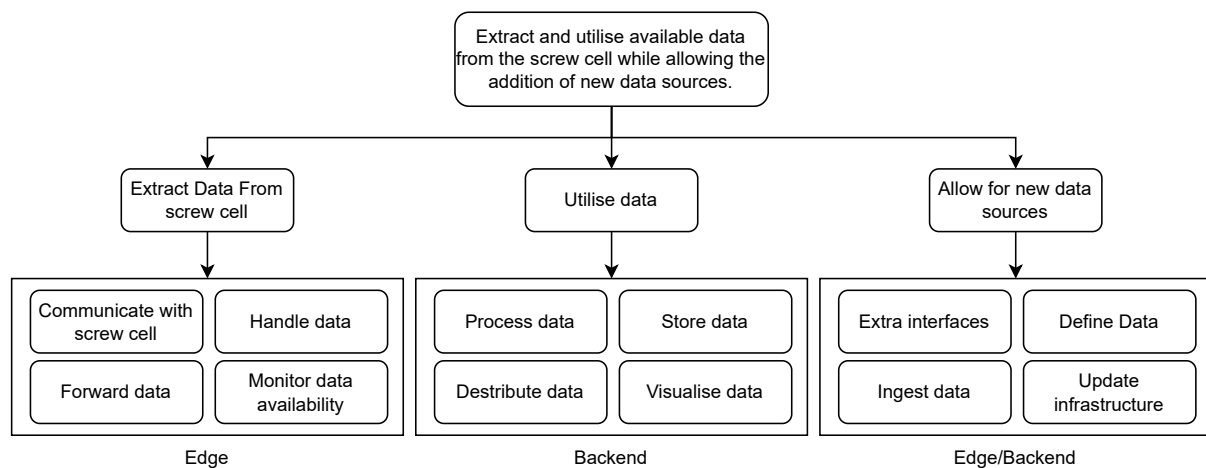 Extract and utilise available data
from the screw cell while allowing the
addition of new data sources.
Extract Data From
screw cell
Utilise data
Allow for new data
sources
Communicate with
screw cell
Handle data
Forward data
Monitor data
availability
Process data
Store data
Destribute data
Visualise data
Extra interfaces
Define Data
Ingest data
Update
infrastructure
Edge
Backend
Edge/Backend